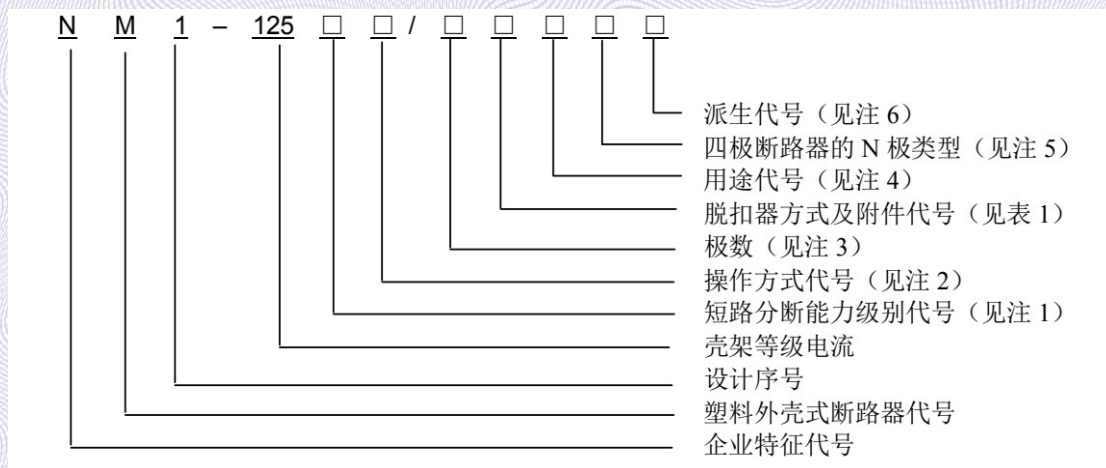 N M 1 – 125 □ □ / □ □ □ □ □
派生代号（见注 6）
四极断路器的 N 极类型（见注 5）
用途代号（见注 4）
脱扣器方式及附件代号（见表 1）
极数（见注 3）
操作方式代号（见注 2）
短路分断能力级别代号（见注 1）
壳架等级电流
设计序号
塑料外壳式断路器代号
企业特征代号